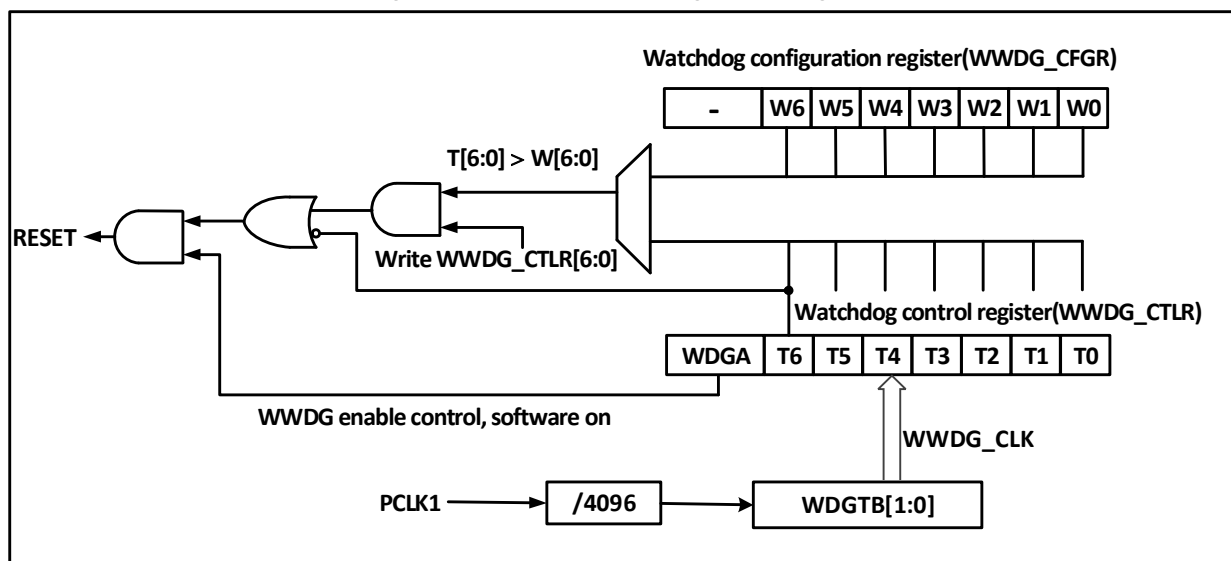 Watchdog configuration register(WWDG_CFGR)
- W6 W5 W4 W3 W2 W1 W0
T[6:0] > W[6:0]
RESET
Write WWDG_CTLR[6:0]
Watchdog control register(WWDG_CTLR)
WDGA T6 T5 T4 T3 T2 T1 T0
WWDG enable control, software on
WWDG_CLK
PCLK1 /4096 WDGTB[1:0]